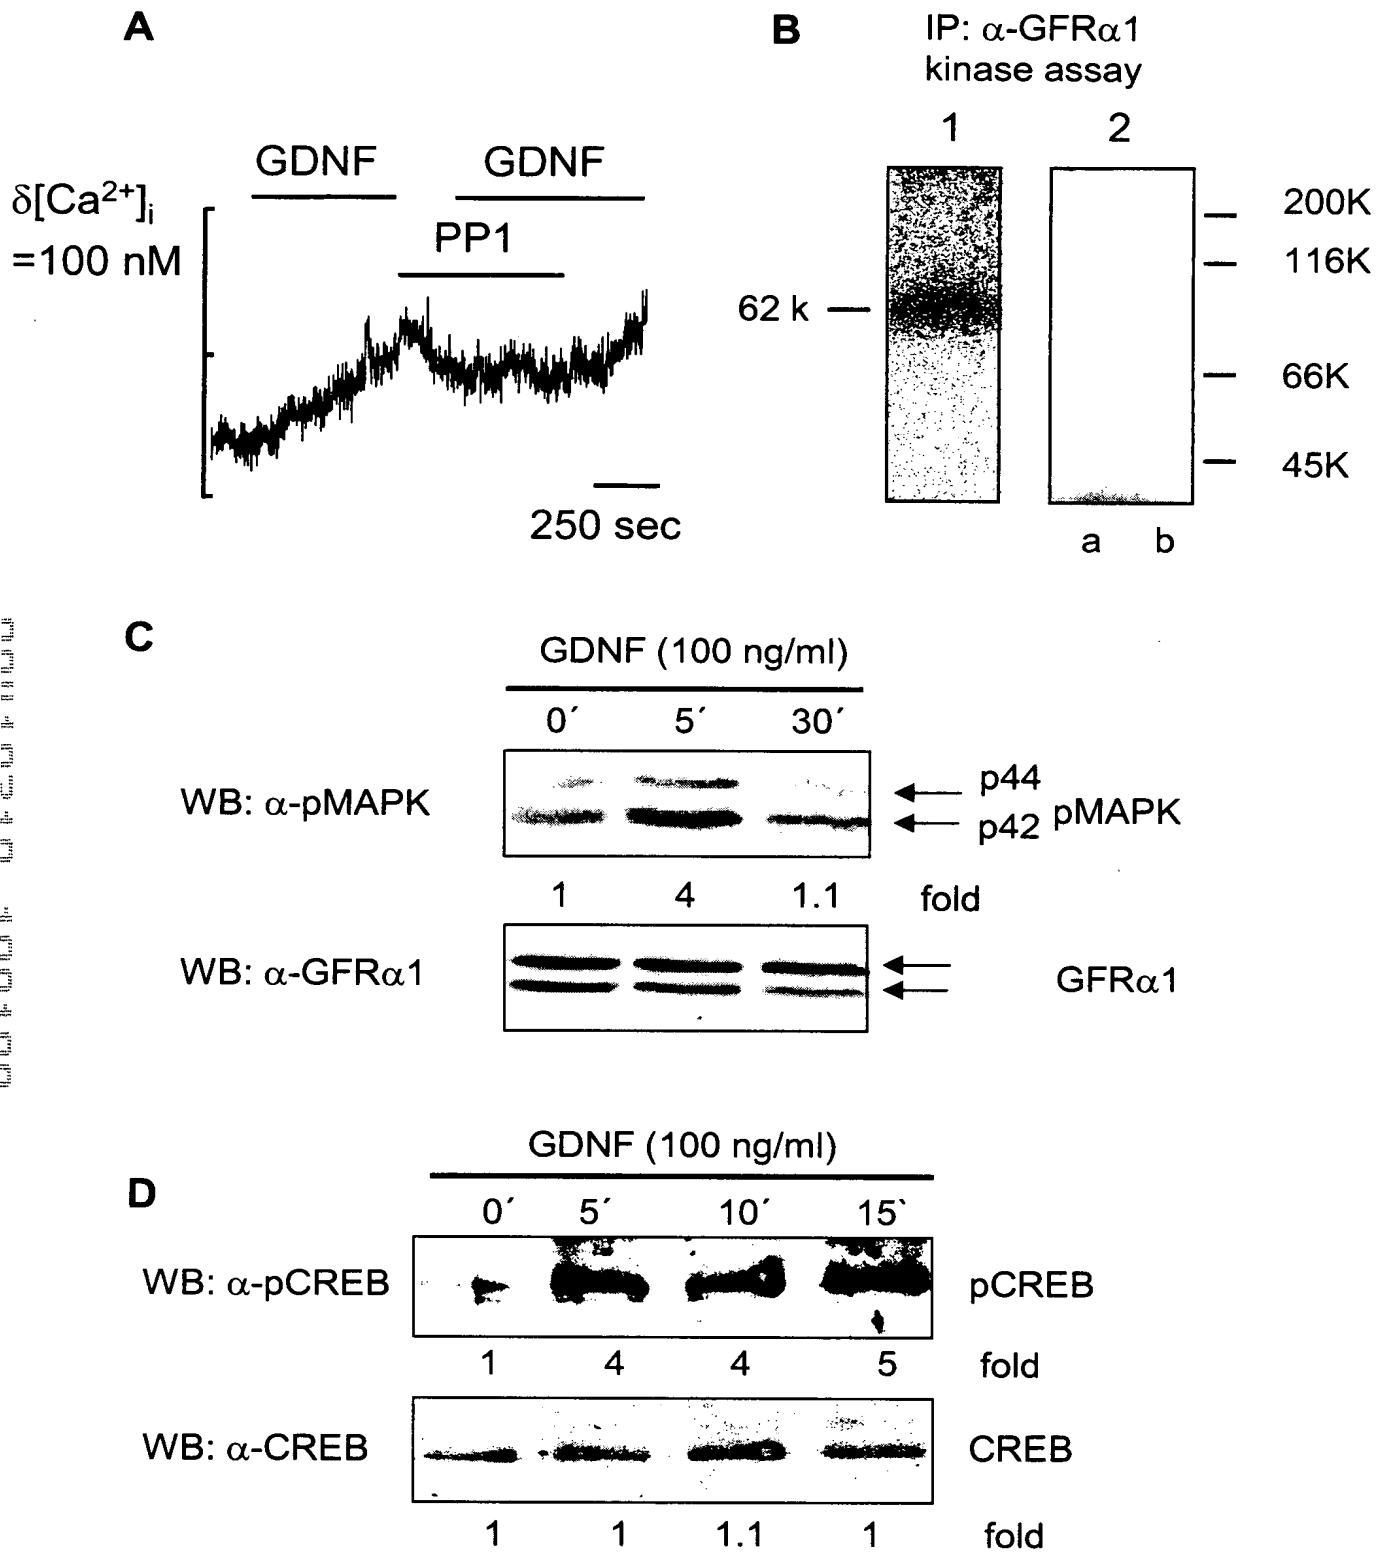 A
GDNF GDNF
δ[Ca²⁺]ᵢ
=100 nM
PP1
250 sec
B
IP: α-GFRα1
kinase assay
1 2
200K
116K
62 k
66K
45K
a b
C
GDNF (100 ng/ml)
0´ 5´ 30´
WB: α-pMAPK
p44
p42
pMAPK
1 4 1.1 fold
WB: α-GFRα1
GFRα1
D
GDNF (100 ng/ml)
0´ 5´ 10´ 15`
WB: α-pCREB
pCREB
1 4 4 5 fold
WB: α-CREB
CREB
1 1 1.1 1 fold